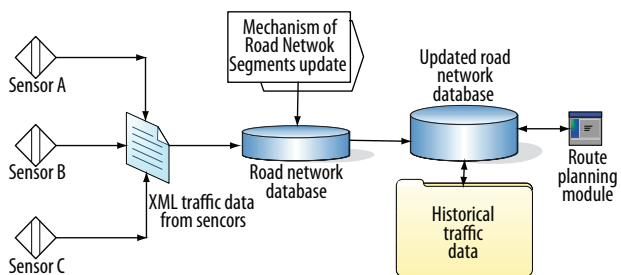 Sensor A
Sensor B
Sensor C
XML traffic data
from sencors
Mechanism of
Road Netwok
Segments update
Road network
database
Updated road
network
database
Historical
traffic
data
Route
planning
module